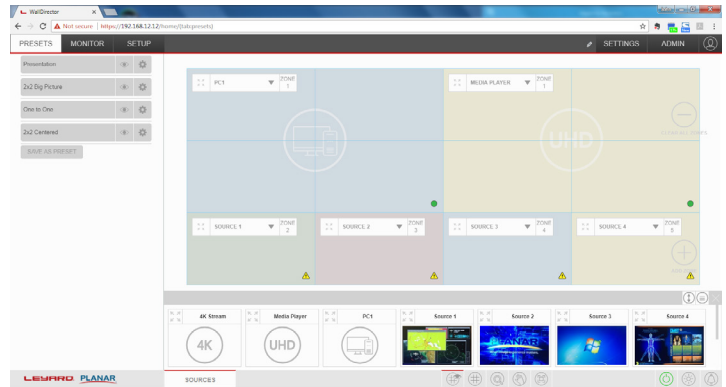 WallDirector
Not secure | https://192.168.12.12/home/(tab:presets)
PRESETS MONITOR SETUP SETTINGS ADMIN
Presentation
2x2 Big Picture
One to One
2x2 Centered
SAVE AS PRESET
PC1 ZONE 1
MEDIA PLAYER ZONE 1
UHD
SOURCE 1 ZONE 2
SOURCE 2 ZONE 3
SOURCE 3 ZONE 4
SOURCE 4 ZONE 5
4K Stream Media Player PC1 Source 1 Source 2 Source 3 Source 4
4K UHD PLANAR
LEYARD PLANAR SOURCES